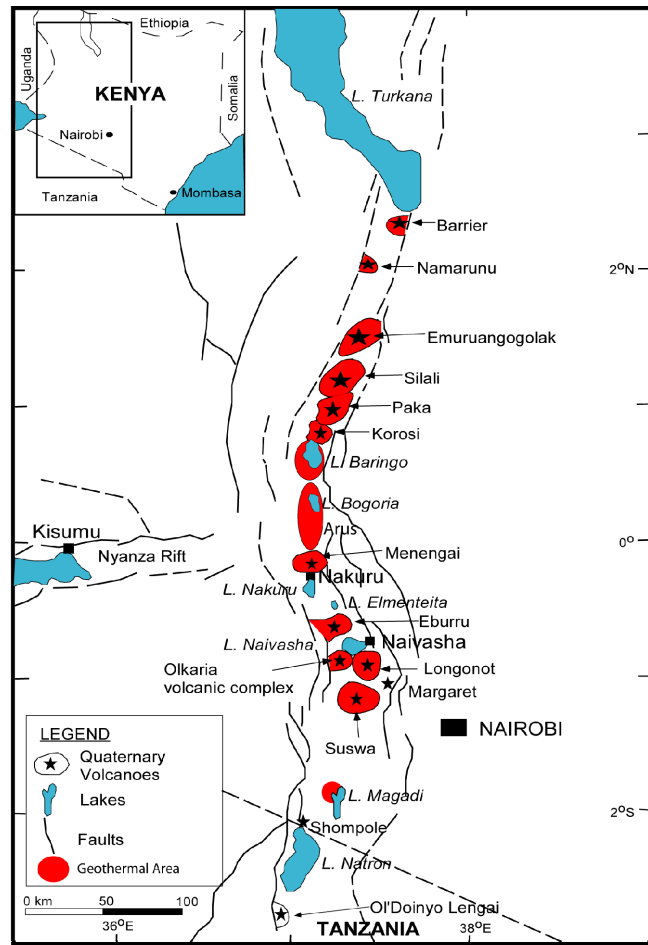 Ethiopia
Uganda
KENYA
Somalia
Nairobi
Tanzania
Mombasa
L. Turkana
Barrier
Namarunu
2°N
Emuruangogolak
Silali
Paka
Korosi
L. Baringo
L. Bogoria
Arus
Kisumu
Nyanza Rift
0°
Menengai
Nakuru
L. Nakuru
L. Elmenteita
Eburru
L. Naivasha
Naivasha
Olkaria
volcanic complex
Longonot
Margaret
NAIROBI
Suswa
LEGEND
Quaternary
Volcanoes
Lakes
Faults
Geothermal Area
L. Magadi
2°S
Shompole
L. Natron
0 km 50 100
Ol'Doinyo Lengai
TANZANIA
36°E
38°E